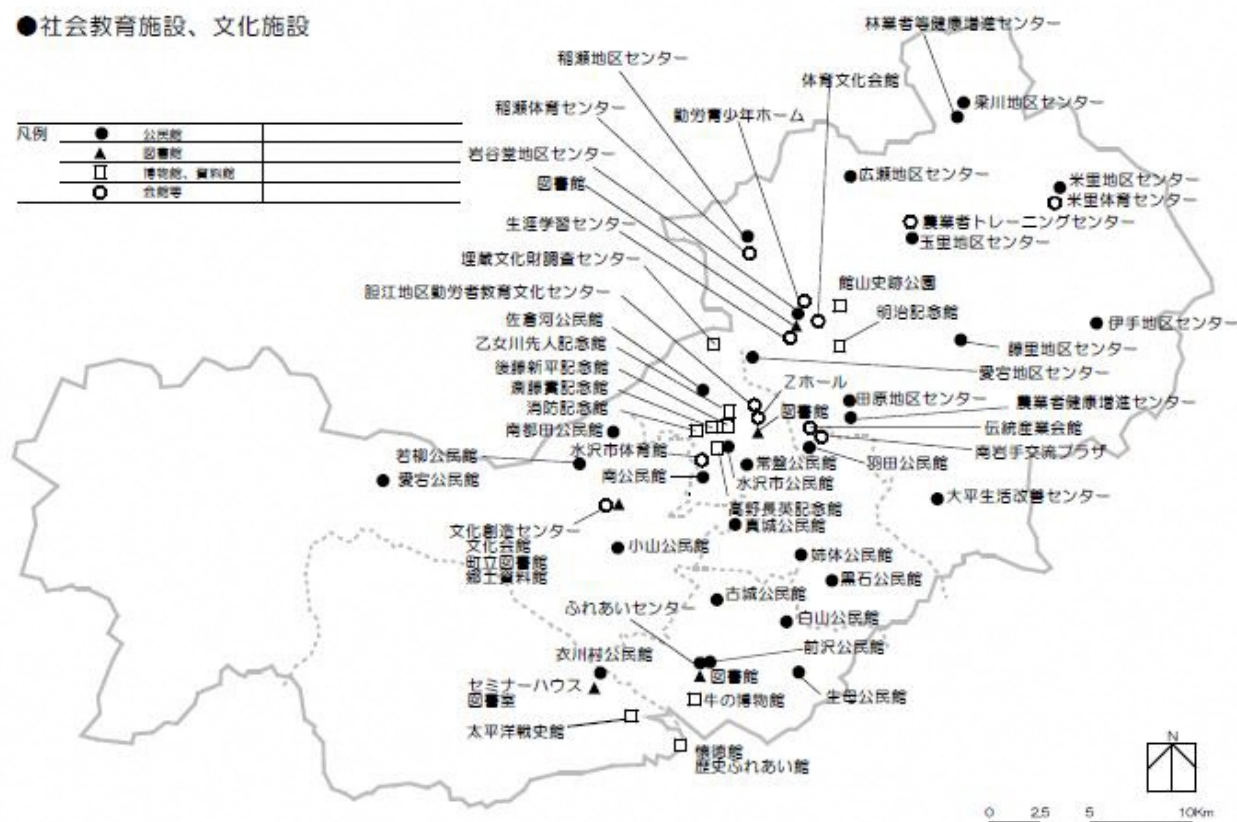 ●社会教育施設、文化施設
凡例
● 公民館
▲ 図書館
□ 博物館、資料館
○ 会館等
林業者等健康増進センター
稲瀬地区センター
体育文化会館
梁川地区センター
稲瀬体育センター
勤労青少年ホーム
岩谷堂地区センター
広瀬地区センター
米里地区センター
図書館
米里体育センター
生涯学習センター
農業者トレーニングセンター
玉里地区センター
埋蔵文化財調査センター
館山史跡公園
胆江地区勤労者教育文化センター
明治記念館
佐倉河公民館
伊手地区センター
乙女川先人記念館
藤里地区センター
後藤新平記念館
愛宕地区センター
斎藤實記念館
Zホール
消防記念館
図書館
田原地区センター
農業者健康増進センター
南都田公民館
伝統産業会館
水沢市体育館
南岩手交流プラザ
若柳公民館
常盤公民館
羽田公民館
愛宕公民館
南公民館
水沢市公民館
大平生活改善センター
高野長英記念館
文化創造センター
真城公民館
文化会館
小山公民館
町立図書館
姉体公民館
郷土資料館
黒石公民館
古城公民館
ふれあいセンター
白山公民館
前沢公民館
衣川村公民館
図書館
セミナーハウス
図書室
牛の博物館
生母公民館
太平洋戦史館
懐徳館
歴史ふれあい館
N
0 2.5 5 10Km